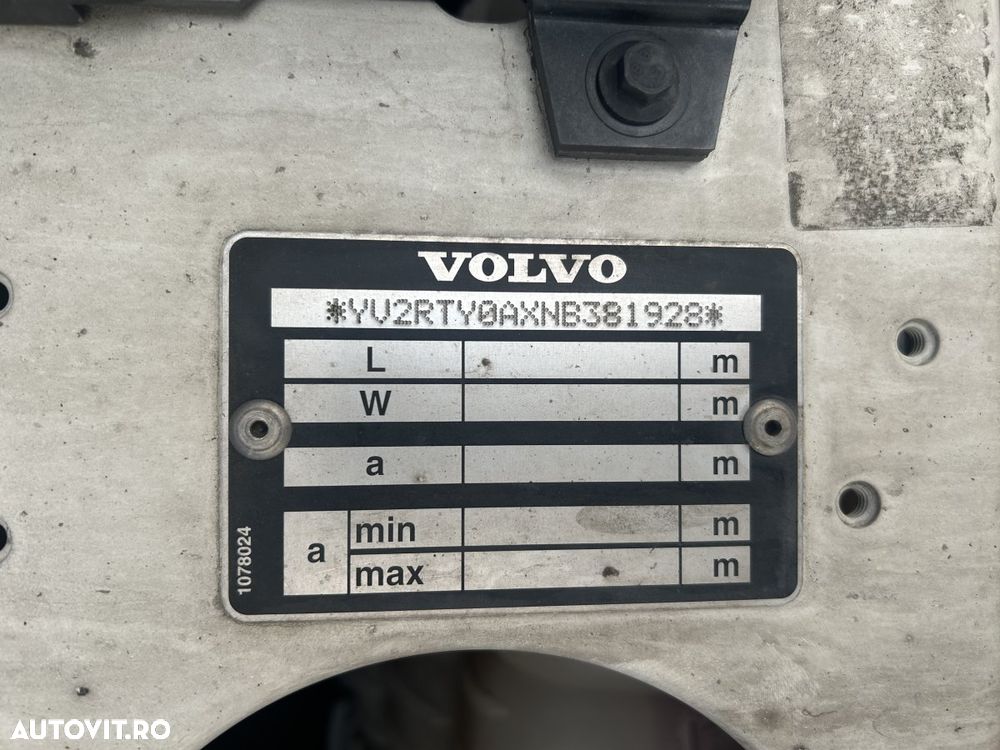 VOLVO
*YV2RTY0AXNB381928*
L m
W m
a m
a min m
max m
1078024
AUTOVIT.RO